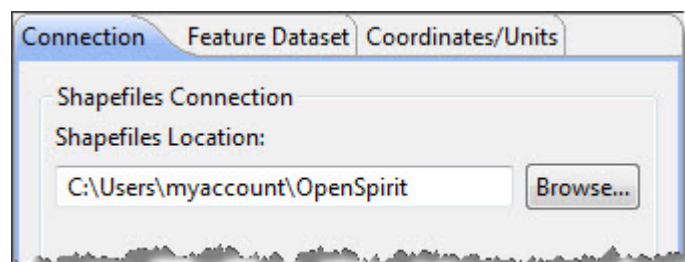 Connection Feature Dataset Coordinates/Units
Shapefiles Connection
Shapefiles Location:
C:\Users\myaccount\OpenSpirit Browse...